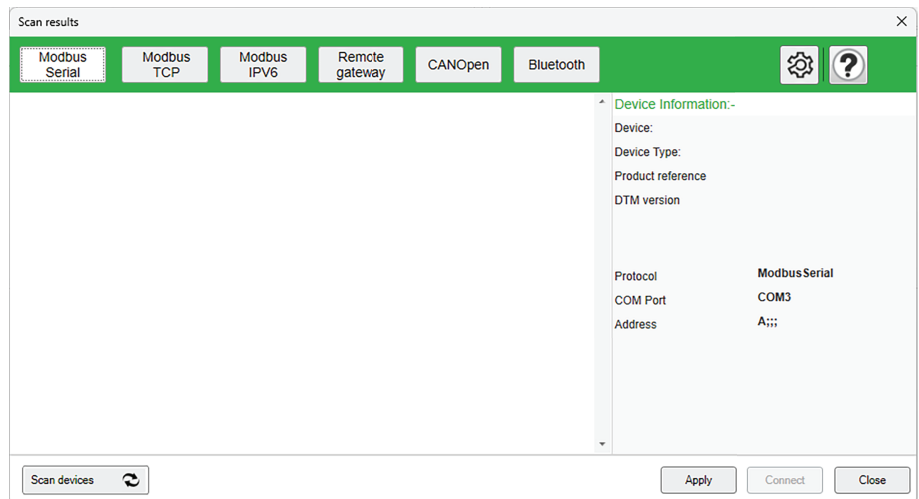 Scan results
Modbus
Serial
Modbus
TCP
Modbus
IPV6
Remcte
gateway
CANOpen
Bluetooth
?
Device Information:-
Device:
Device Type:
Product reference
DTM version
Protocol ModbusSerial
COM Port COM3
Address A;;;
Scan devices
Apply
Connect
Close